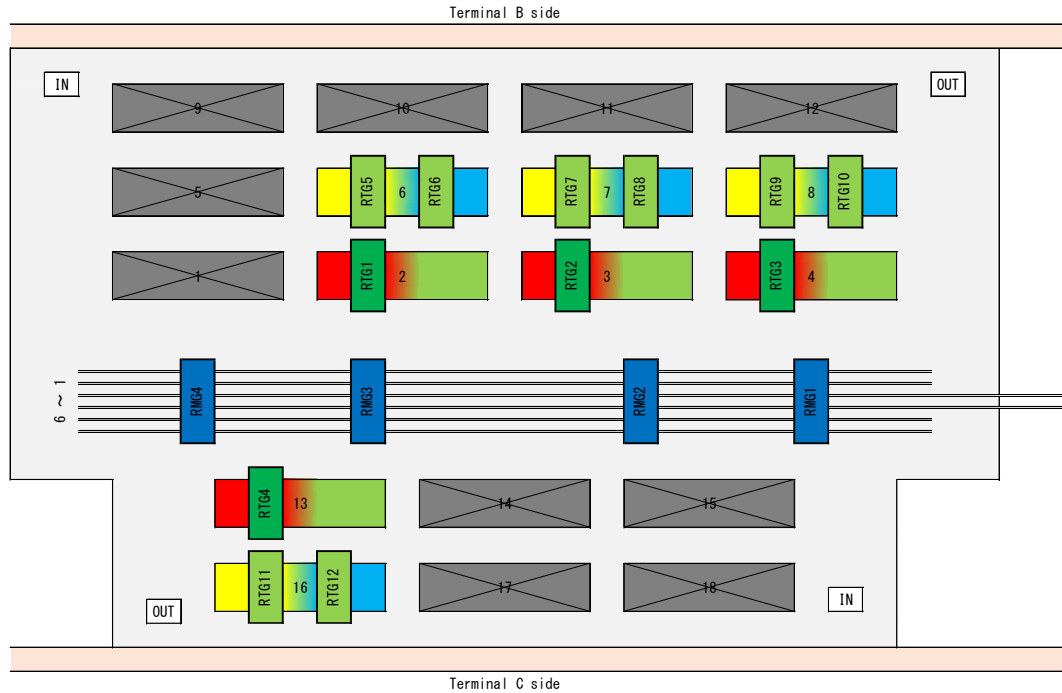 Terminal B side
IN
OUT
9
10
11
12
5
RTG5
6
RTG6
RTG7
7
RTG8
RTG9
8
RTG10
1
RTG1
2
RTG2
3
RTG3
4
6 ~ 1
RMG4
RMG3
RMG2
RMG1
RTG4
13
14
15
RTG11
16
RTG12
17
18
OUT
IN
Terminal C side